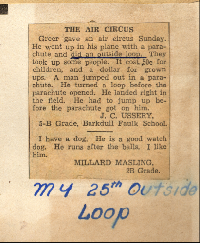 THE AIR CIRCUS
Greer gave an air circus Sunday.
He went up in his plane with a para-
chute and did an outside loop. They
took up some people. It cost 50c for
children, and a dollar for grown
ups. A man jumped out in a para-
chute. He turned a loop before the
parachute opened. He landed right in
the field. He had to jump up be-
fore the parachute got on him.
J. C. USSERY,
3-B Grade, Barkdull Faulk School.
I have a dog. He is a good watch
dog. He runs after the balls. I like
him.
MILLARD MASLING,
3B Grade.
My 25th Outside
Loop